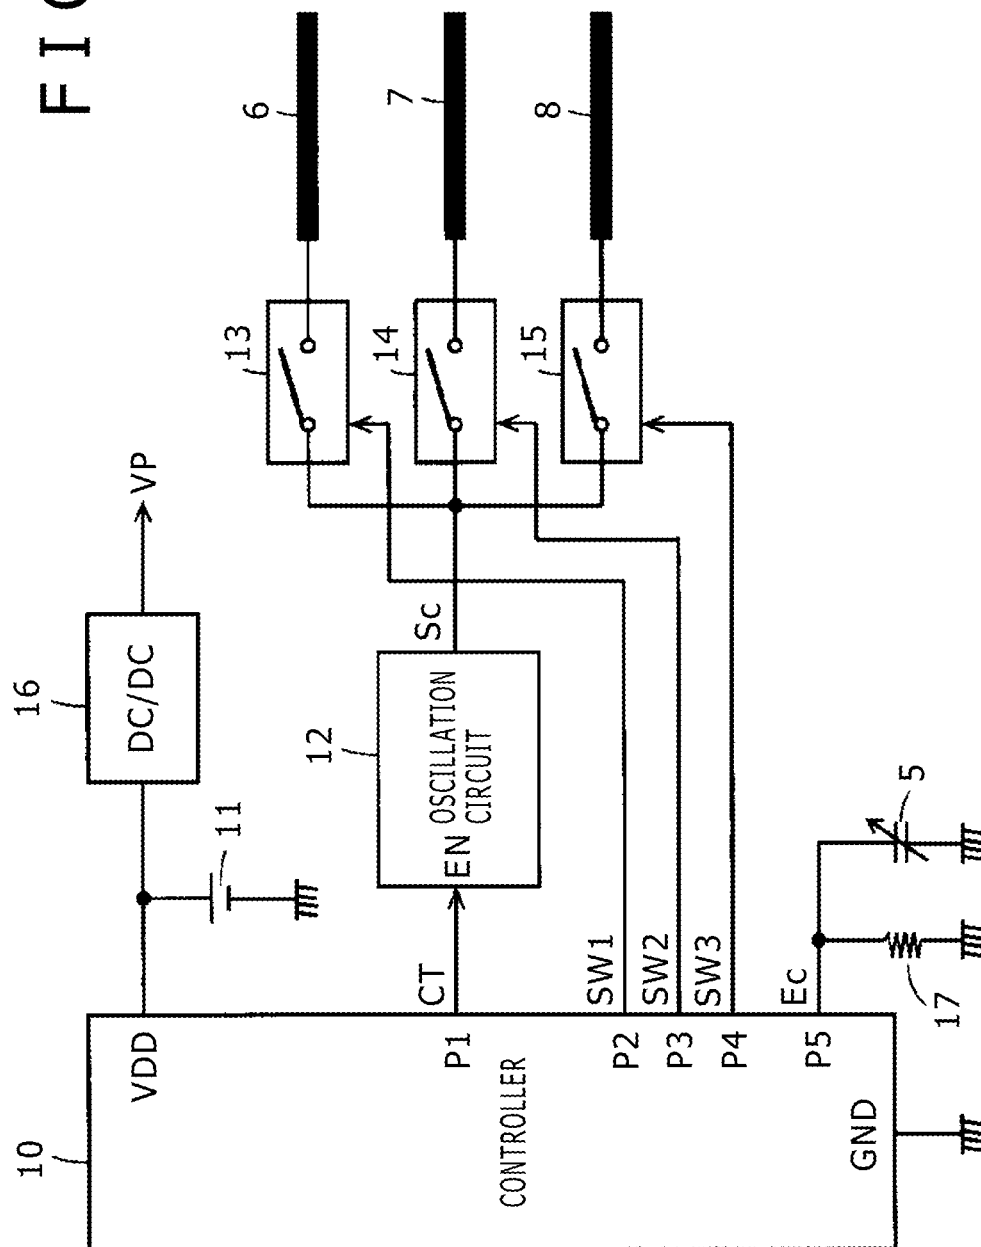 FIG
6
7
8
13
14
15
VP
16
DC/DC
12
OSCILLATION
CIRCUIT
EN
Sc
11
5
17
CT
SW1
SW2
SW3
Ec
10
VDD
P1
P2
P3
P4
P5
CONTROLLER
GND